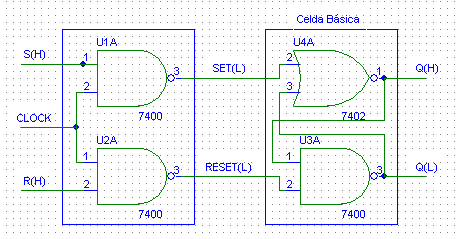 Celda Básica
U1A
U4A
S(H)
1
3
SET(L)
2
1
Q(H)
2
3
7400
7402
CLOCK
U2A
U3A
1
3
RESET(L)
1
3
Q(L)
R(H)
2
2
7400
7400